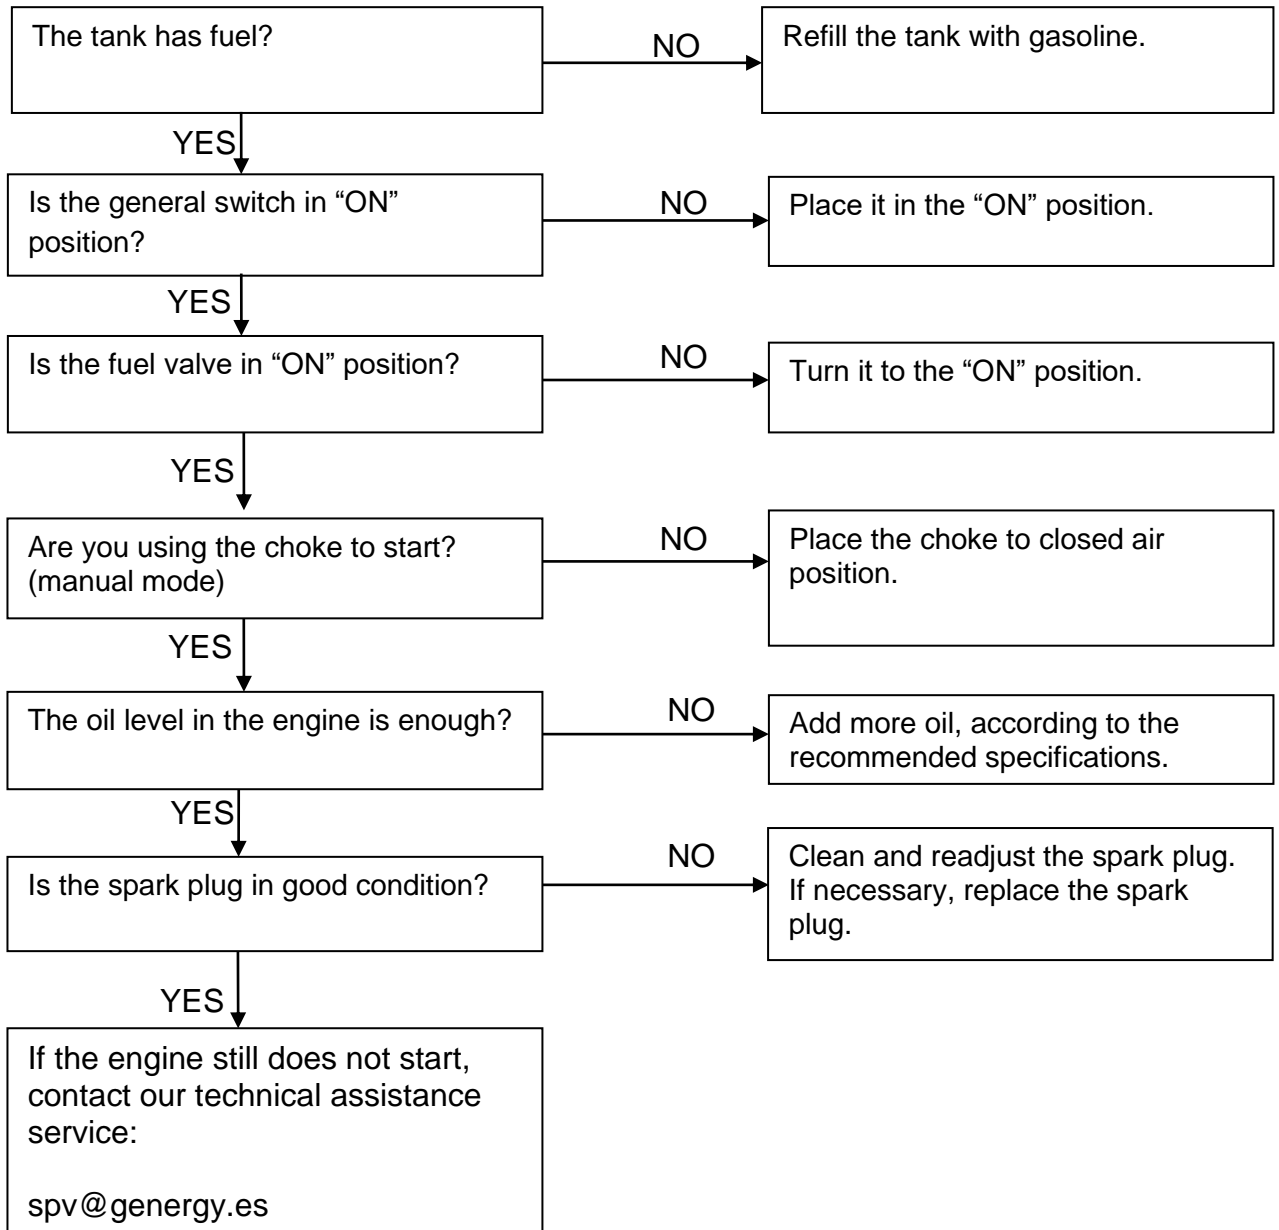 The tank has fuel?
NO
Refill the tank with gasoline.
YES
Is the general switch in “ON”
position?
NO
Place it in the “ON” position.
YES
Is the fuel valve in “ON” position?
NO
Turn it to the “ON” position.
YES
Are you using the choke to start?
(manual mode)
NO
Place the choke to closed air
position.
YES
The oil level in the engine is enough?
NO
Add more oil, according to the
recommended specifications.
YES
Is the spark plug in good condition?
NO
Clean and readjust the spark plug.
If necessary, replace the spark
plug.
YES
If the engine still does not start,
contact our technical assistance
service:
spv@genergy.es